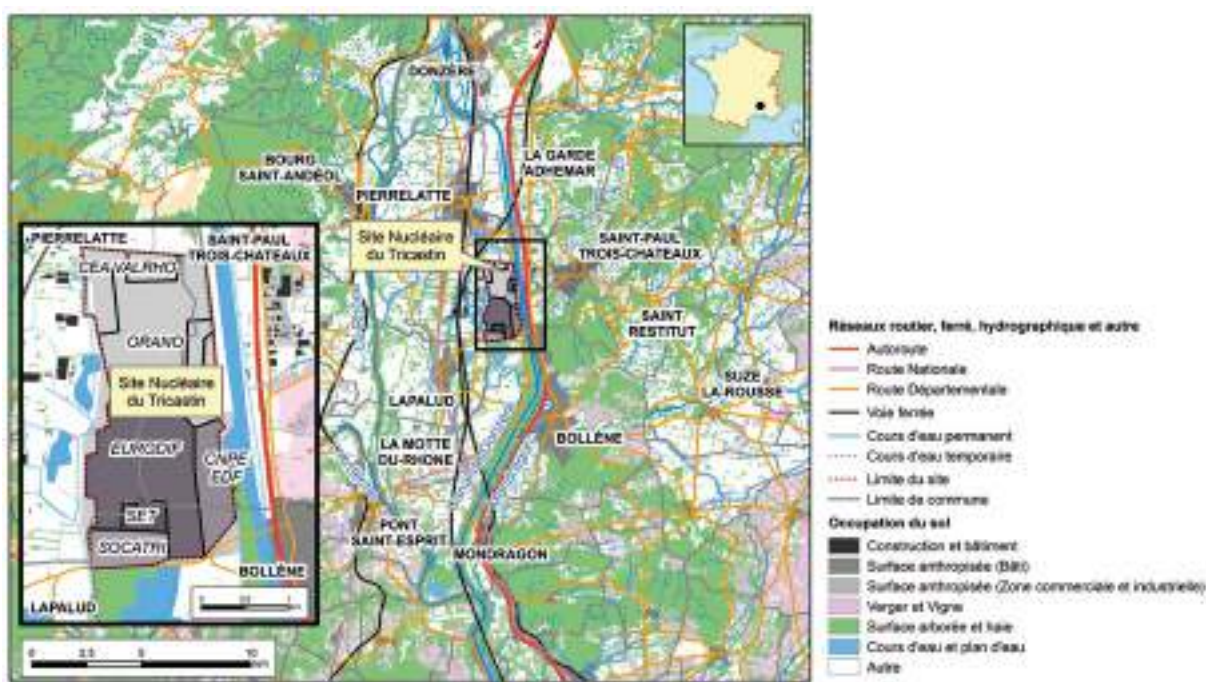 DONZÈRE
LA GARDE
ADHEMAR
BOURG
SAINT-ANDÉOL
PIERRELATTE
Site Nucléaire
du Tricastin
SAINT-PAUL
TROIS-CHATEAUX
SAINT
RESTITUT
SUZE
LA-ROUSSE
LAPALUD
LA MOTTE
DU-RHONE
BOLLÈNE
PONT
SAINT-ESPRIT
MONDRAGON
PIERRELATTE
SAINT-PAUL
TROIS-CHATEAUX
CEA VALRHO
ORANO
Site Nucléaire
du Tricastin
EURODIF
CNPE
EDF
SET
SOCATRI
BOLLÈNE
LAPALUD
0 2.5 5 10
Réseaux routier, ferré, hydrographique et autre
Autoroute
Route Nationale
Route Départementale
Voie ferrée
Cours d'eau permanent
Cours d'eau temporaire
Limite du site
Limite de commune
Occupation du sol
Construction et bâtiment
Surface anthropisée (Bâti)
Surface anthropisée (Zone commerciale et industrielle)
Verger et Vigne
Surface arborée et haie
Cours d'eau et plan d'eau
Autre